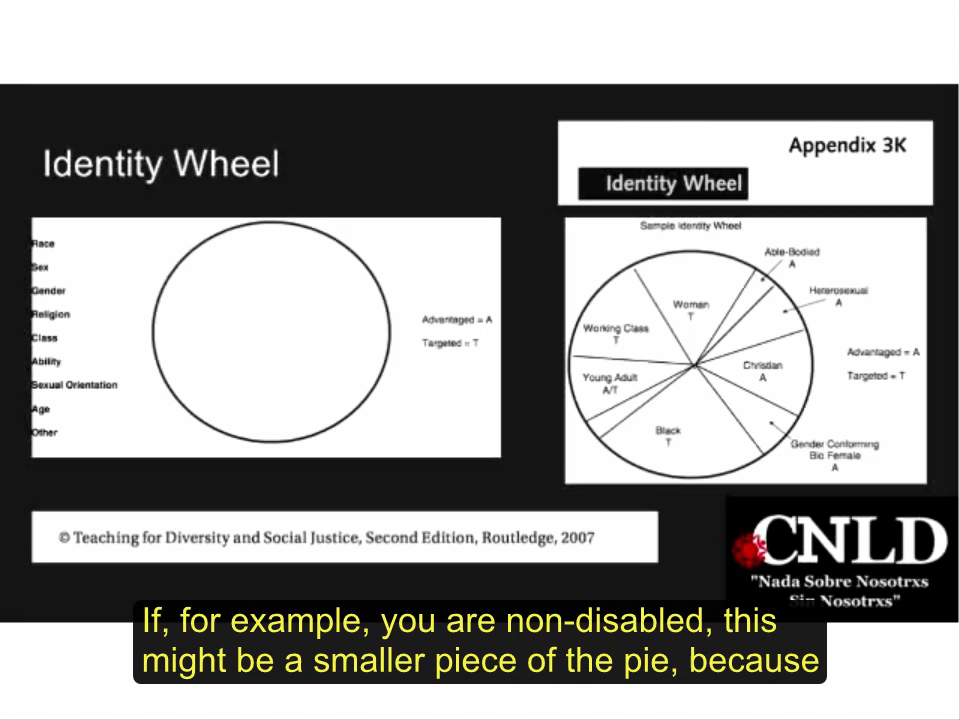 Identity Wheel
Appendix 3K
Identity Wheel
Race
Sex
Gender
Religion
Class
Ability
Sexual Orientation
Age
Other
Advantaged = A
Targeted = T
Sample Identity Wheel
Able-Bodied
A
Heterosexual
A
Woman
T
Working Class
T
Christian
A
Young Adult
A/T
Black
T
Gender Conforming
Bio Female
A
Advantaged = A
Targeted = T
© Teaching for Diversity and Social Justice, Second Edition, Routledge, 2007
CNLD
"Nada Sobre Nosotrxs
Sin Nosotrxs"
If, for example, you are non-disabled, this
might be a smaller piece of the pie, because